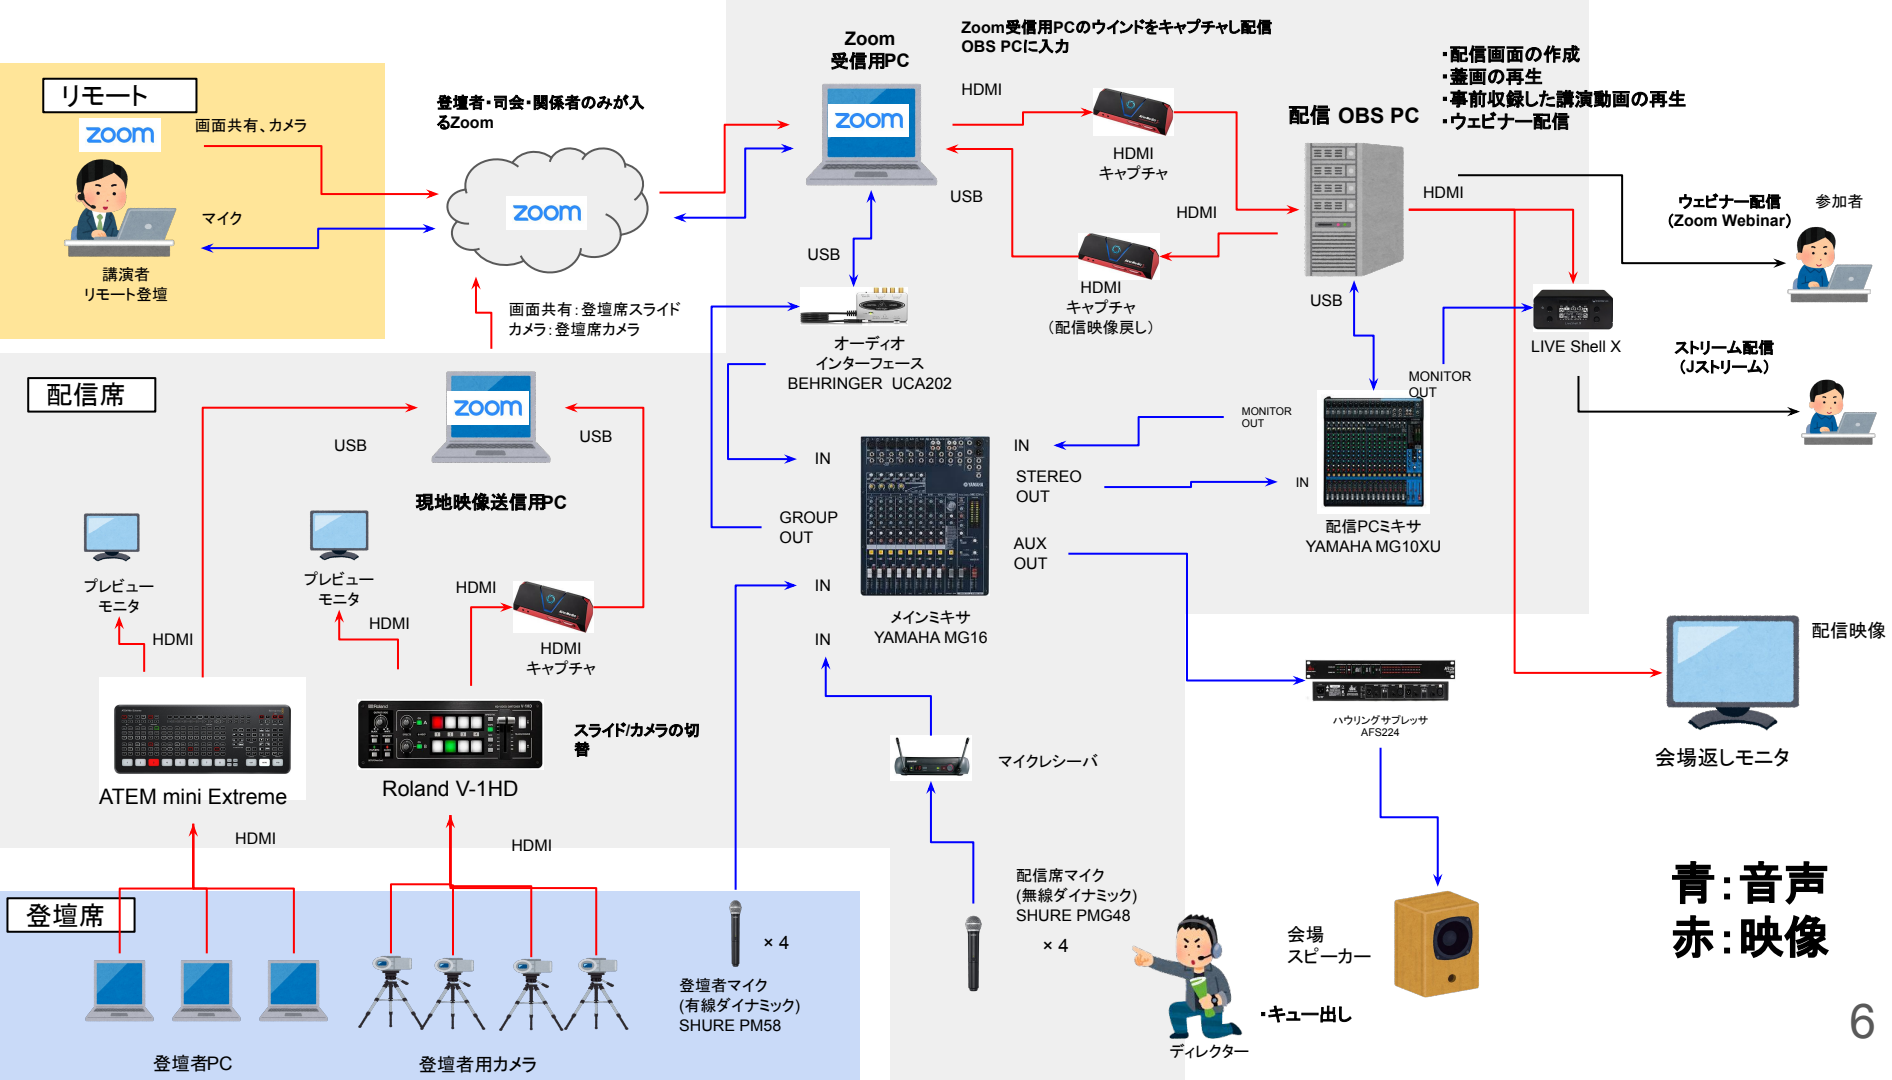 リモート
zoom
画面共有、カメラ
マイク
講演者
リモート登壇
登壇者・司会・関係者のみが入
るZoom
zoom
画面共有：登壇席スライド
カメラ：登壇席カメラ
Zoom
受信用PC
zoom
Zoom受信用PCのウインドをキャプチャし配信
OBS PCに入力
HDMI
HDMI
キャプチャ
USB
HDMI
HDMI
キャプチャ
（配信映像戻し）
USB
オーディオ
インターフェース
BEHRINGER UCA202
配信 OBS PC
・配信画面の作成
・蓋画の再生
・事前収録した講演動画の再生
・ウェビナー配信
HDMI
USB
ウェビナー配信
（Zoom Webinar）
参加者
LIVE Shell X
ストリーム配信
（Jストリーム）
MONITOR
OUT
MONITOR
OUT
IN
配信PCミキサ
YAMAHA MG10XU
配信席
zoom
USB
USB
現地映像送信用PC
プレビュー
モニタ
HDMI
プレビュー
モニタ
HDMI
HDMI
HDMI
キャプチャ
ATEM mini Extreme
Roland
Roland V-1HD
スライド/カメラの切
替
HDMI
HDMI
IN
GROUP
OUT
IN
IN
IN
STEREO
OUT
AUX
OUT
メインミキサ
YAMAHA MG16
マイクレシーバ
配信席マイク
(無線ダイナミック)
SHURE PMG48
× 4
ハウリングサプレッサ
AFS224
会場
スピーカー
・キュー出し
ディレクター
配信映像
会場返しモニタ
青：音声
赤：映像
登壇席
登壇者PC
登壇者用カメラ
× 4
登壇者マイク
(有線ダイナミック)
SHURE PM58
6